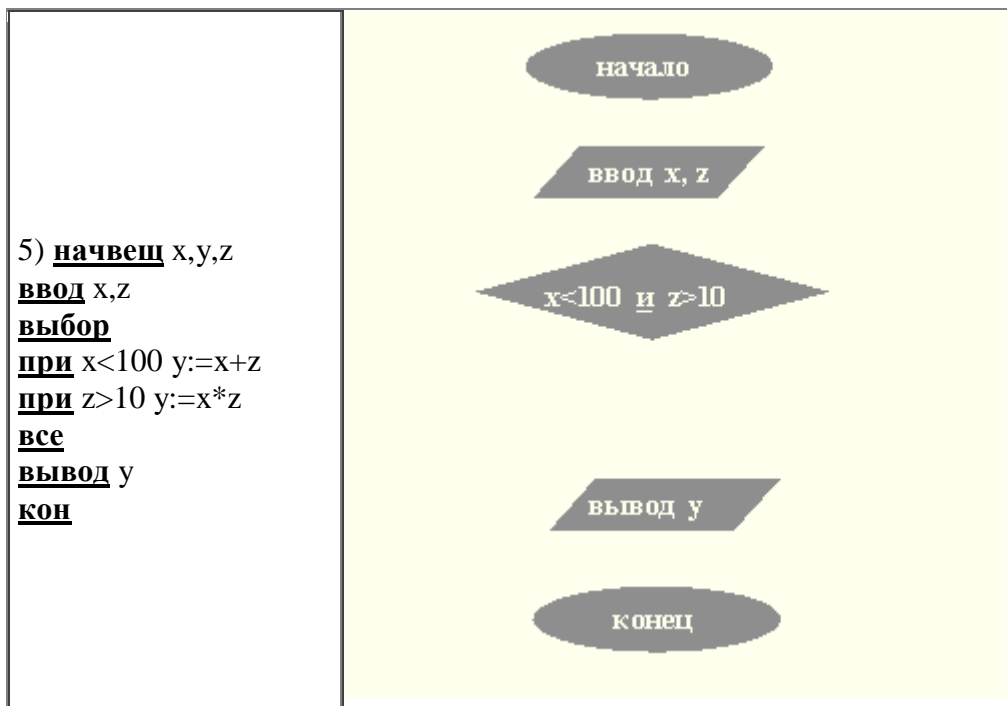 5) начвещ x,y,z
ввод x,z
выбор
при x<100 y:=x+z
при z>10 y:=x*z
все
вывод y
кон
начало
ввод x, z
x<100 и z>10
вывод y
конец